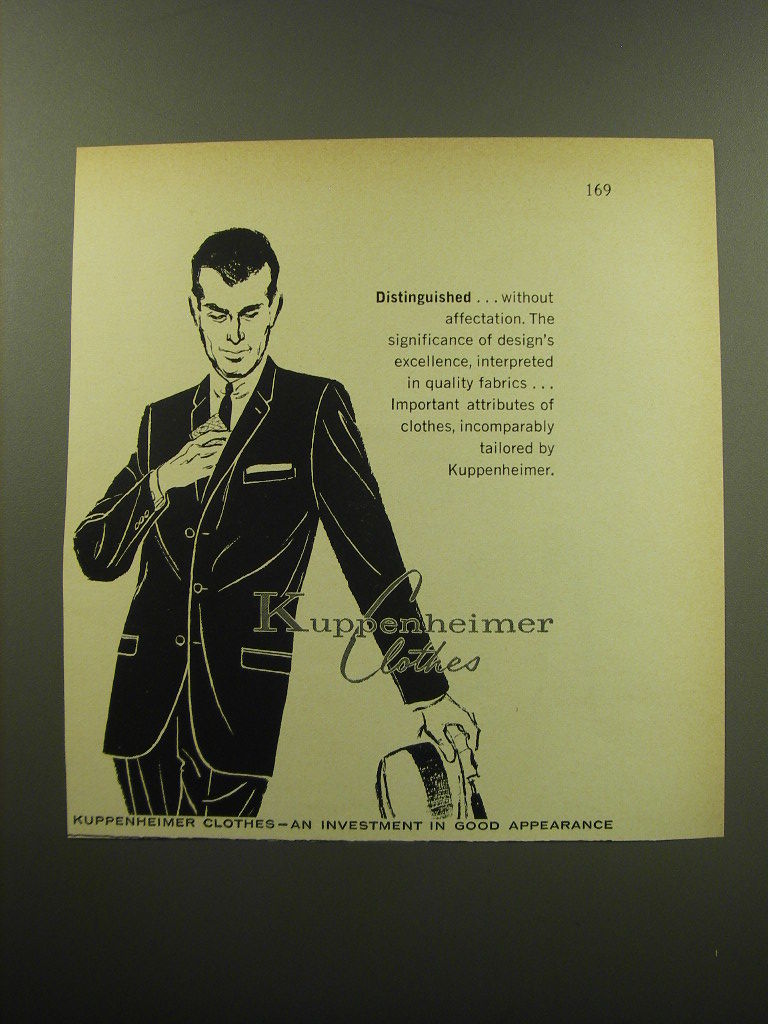 169
Distinguished . . . without
affectation. The
significance of design's
excellence, interpreted
in quality fabrics . . .
Important attributes of
clothes, incomparably
tailored by
Kuppenheimer.
Kuppenheimer
Clothes
KUPPENHEIMER CLOTHES—AN INVESTMENT IN GOOD APPEARANCE